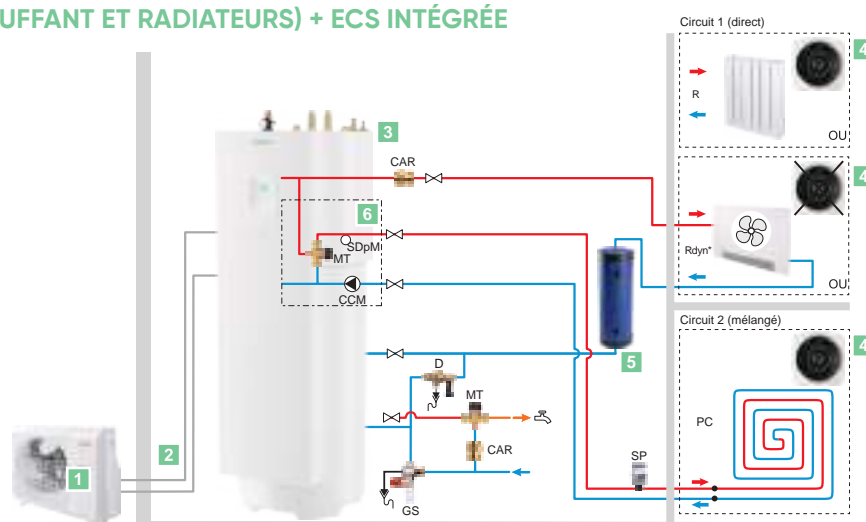 UFFANT ET RADIATEURS) + ECS INTÉGRÉE
Circuit 1 (direct)
4
R
OU
3
CAR
4
6
SDpM
MT
Rdyn*
CCM
OU
Circuit 2 (mélangé)
4
5
D
MT
PC
2
CAR
SP
1
GS